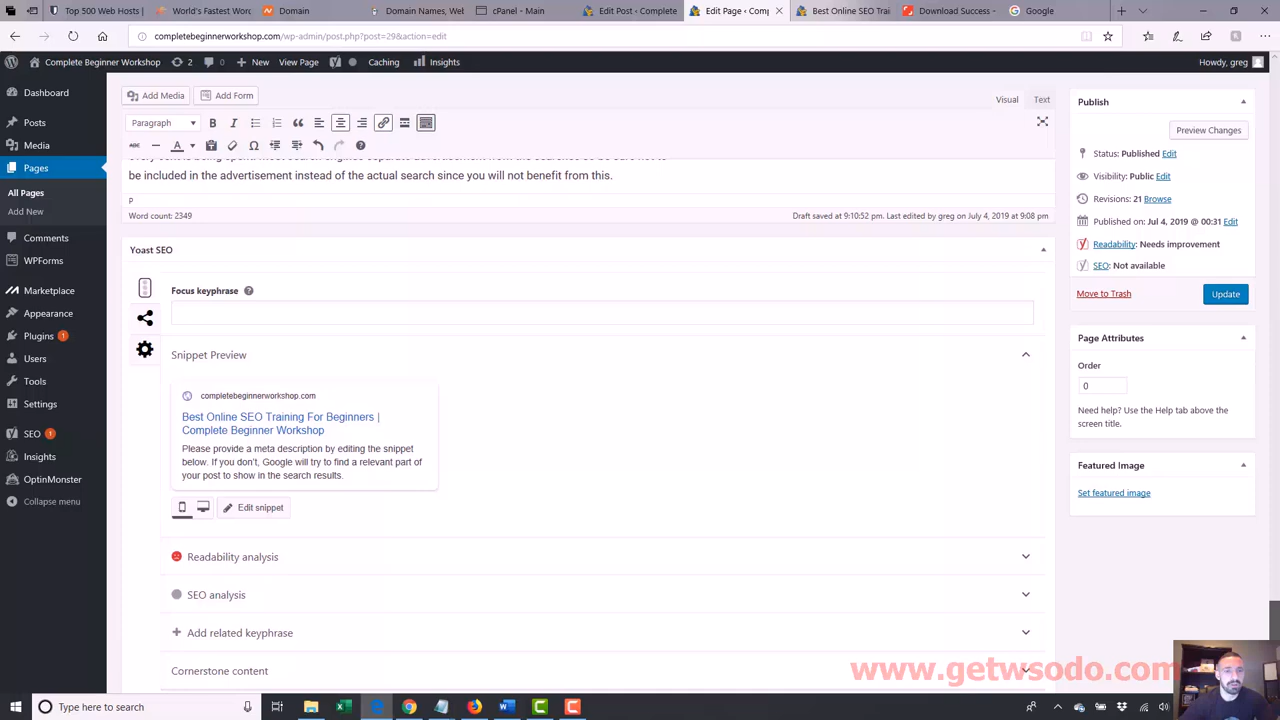 Top 500 Web Hos
World's Fastest Wor
Domain
Domain Names, Web
cPanel - Main
Edit Post ‹ Complete
Edit Page ‹ Comp
Best Online SEO Trai
Download Success -
Google
completebeginnerworkshop.com/wp-admin/post.php?post=29&action=edit
Complete Beginner Workshop
2
0
New
View Page
Caching
Insights
Howdy, greg
Dashboard
Posts
Media
Pages
All Pages
Add New
Comments
WPForms
Marketplace
Appearance
Plugins 1
Users
Tools
Settings
SEO 1
Insights
OptinMonster
Collapse menu
Add Media
Add Form
Visual
Text
Paragraph
be included in the advertisement instead of the actual search since you will not benefit from this.
P
Word count: 2349
Draft saved at 9:10:52 pm. Last edited by greg on July 4, 2019 at 9:08 pm
Yoast SEO
Focus keyphrase
Snippet Preview
completebeginnerworkshop.com
Best Online SEO Training For Beginners |
Complete Beginner Workshop
Please provide a meta description by editing the snippet
below. If you don't, Google will try to find a relevant part of
your post to show in the search results.
Edit snippet
Readability analysis
SEO analysis
Add related keyphrase
Cornerstone content
Publish
Preview Changes
Status: Published Edit
Visibility: Public Edit
Revisions: 21 Browse
Published on: Jul 4, 2019 @ 00:31 Edit
Readability: Needs improvement
SEO: Not available
Move to Trash
Update
Page Attributes
Order
0
Need help? Use the Help tab above the
screen title.
Featured Image
Set featured image
www.getwsodo.com
Type here to search